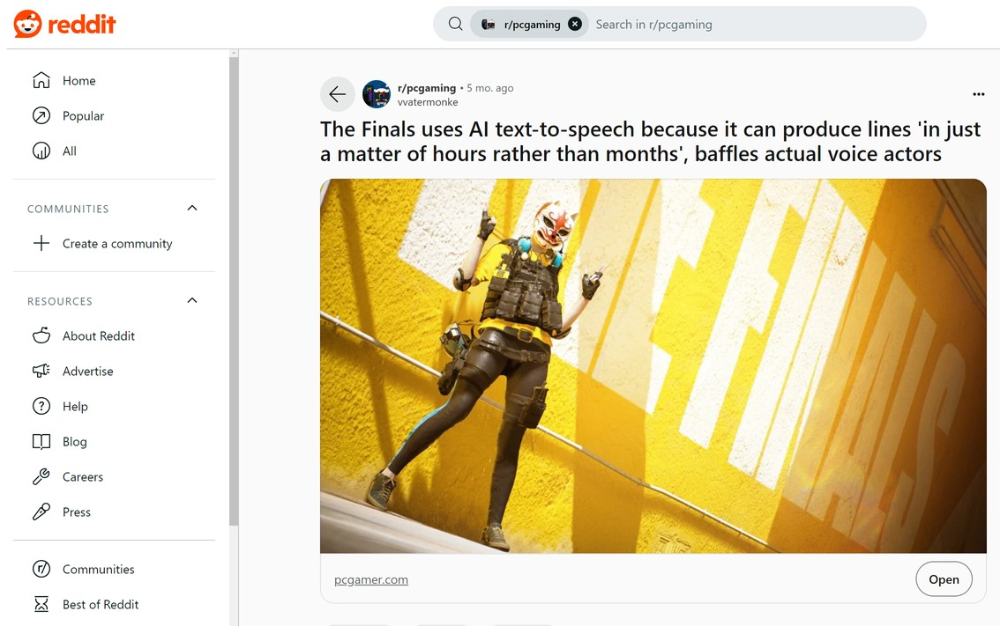 reddit
r/pcgaming
Search in r/pcgaming
Home
Popular
All
COMMUNITIES
Create a community
RESOURCES
About Reddit
Advertise
Help
Blog
Careers
Press
Communities
Best of Reddit
r/pcgaming • 5 mo. ago
vvatermonke
The Finals uses AI text-to-speech because it can produce lines 'in just
a matter of hours rather than months', baffles actual voice actors
THE FINALS
pcgamer.com
Open